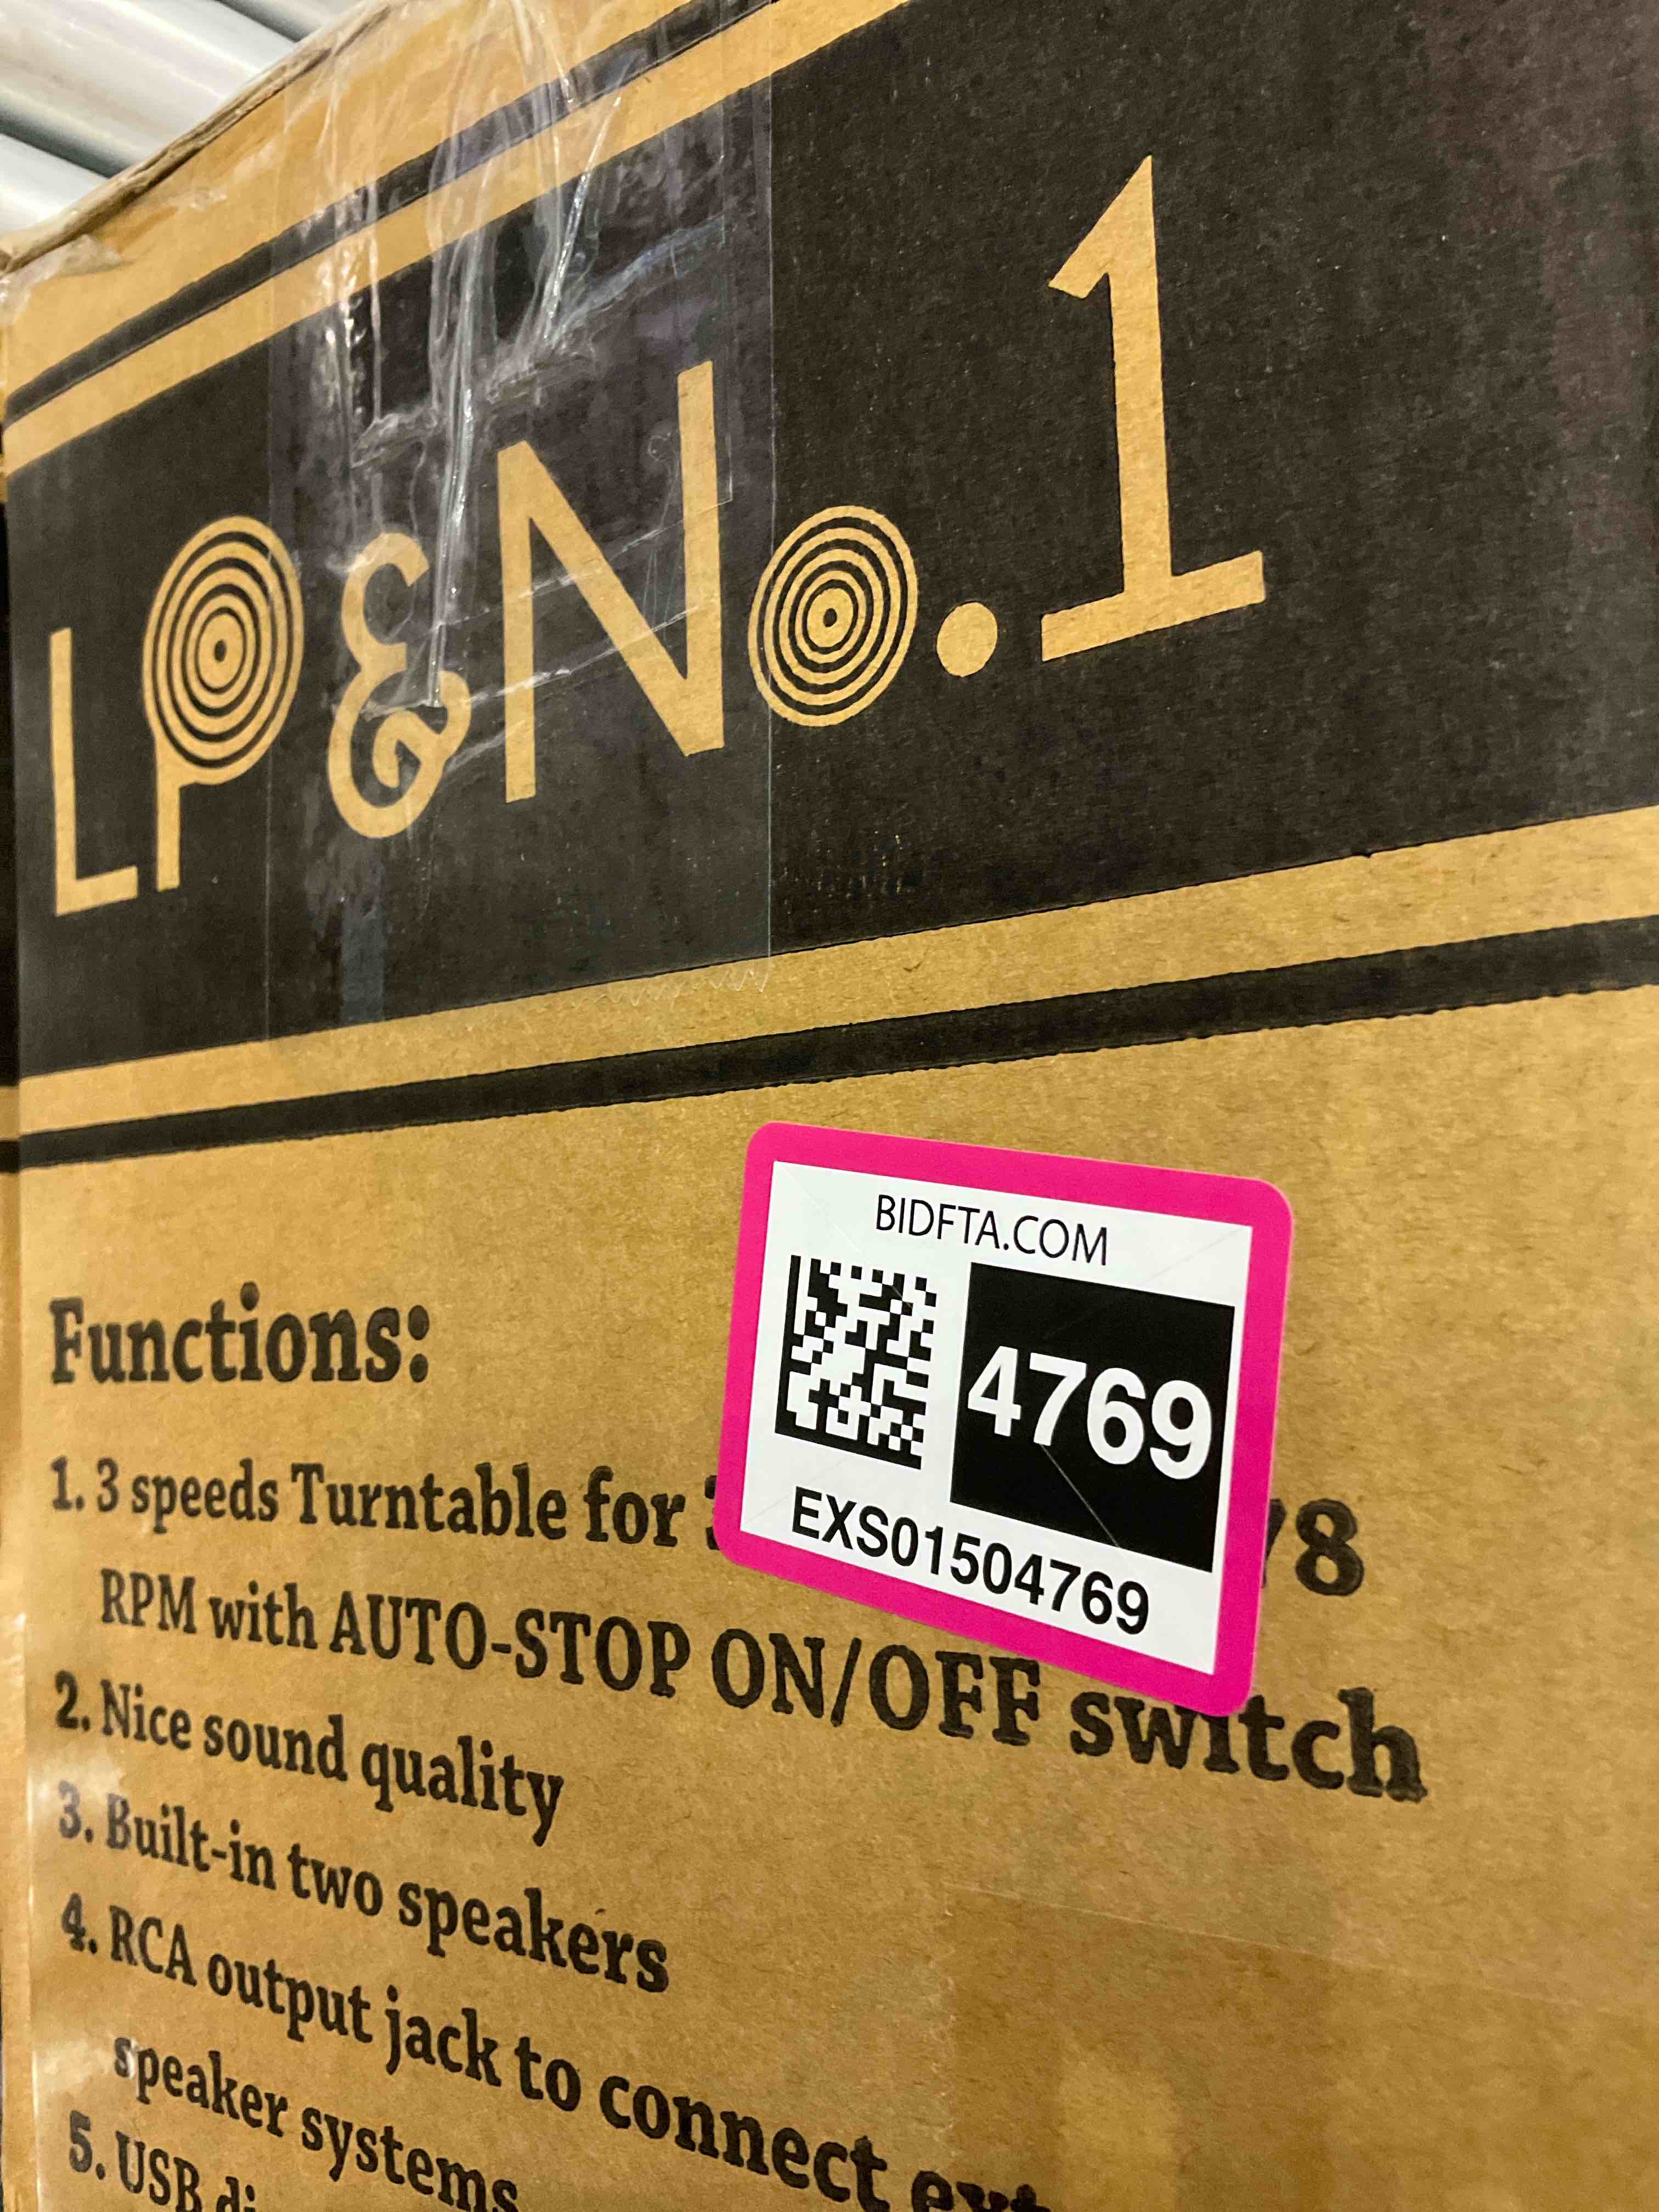 LP&No.1
BIDFTA.COM
4769
EXS01504769
Functions:
1. 3 speeds Turntable for 78
RPM with AUTO-STOP ON/OFF switch
2. Nice sound quality
3. Built-in two speakers
4. RCA output jack to connect
speaker systems
5. USB